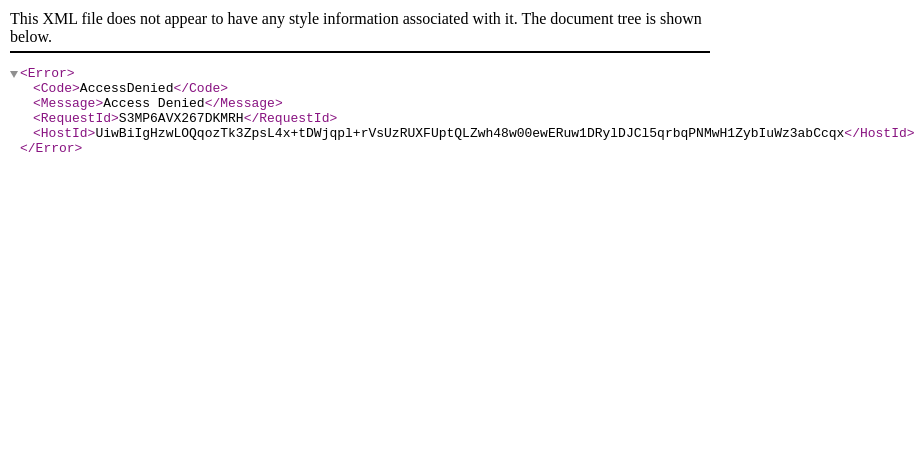 This XML file does not appear to have any style information associated with it. The document tree is shown
below.
<Error>
<Code>AccessDenied</Code>
<Message>Access Denied</Message>
<RequestId>S3MP6AVX267DKMRH</RequestId>
<HostId>UiwBiIgHzwLOQqozTk3ZpsL4x+tDWjqpl+rVsUzRUXFUptQLZwh48w00ewERuw1DRylDJCl5qrbqPNMwH1ZybIuWz3abCcqx</HostId>
</Error>